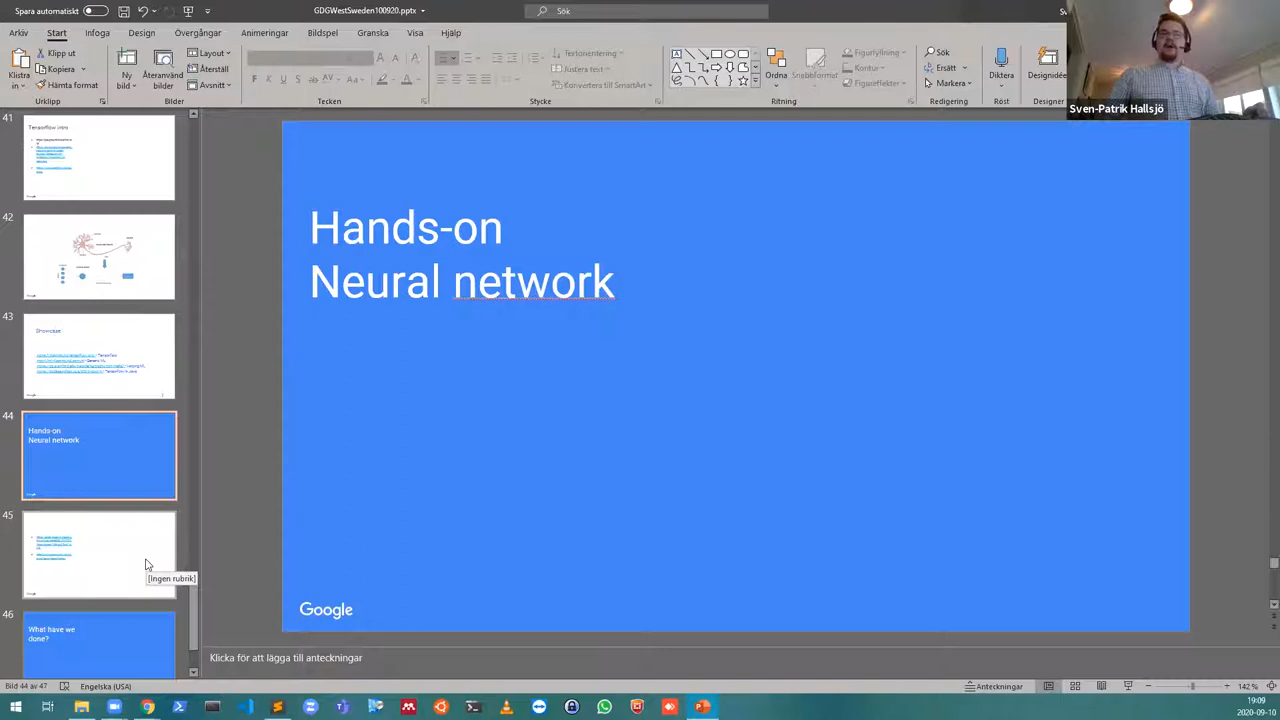 Spara automatiskt
GDGWestSweden100920.pptx
Sök
Arkiv Start Infoga Design Övergångar Animeringar Bildspel Granska Visa Hjälp
Klistra
Klipp ut
Kopiera
Hämta format
Urklipp
Ny bild
Återanvänd
Layout
Återställ
Avsnitt
Bilder
Tecken
Textorientering
Justera text
Konvertera till SmartArt
Stycke
Ordna
Snabbformat
Figurfyllning
Kontur
Figureffekter
Ritning
Sök
Ersätt
Markera
Redigering
Diktera
Röst
Designidéer
Designer
Sven-Patrik Hallsjö
41
Tensorflow intro
42
43
Showcase
44
Hands-on
Neural network
45
[Ingen rubrik]
46
What have we
done?
Hands-on
Neural network
Google
Klicka för att lägga till anteckningar
Bild 44 av 47
Engelska (USA)
Anteckningar
142 %
19:09
2020-09-10